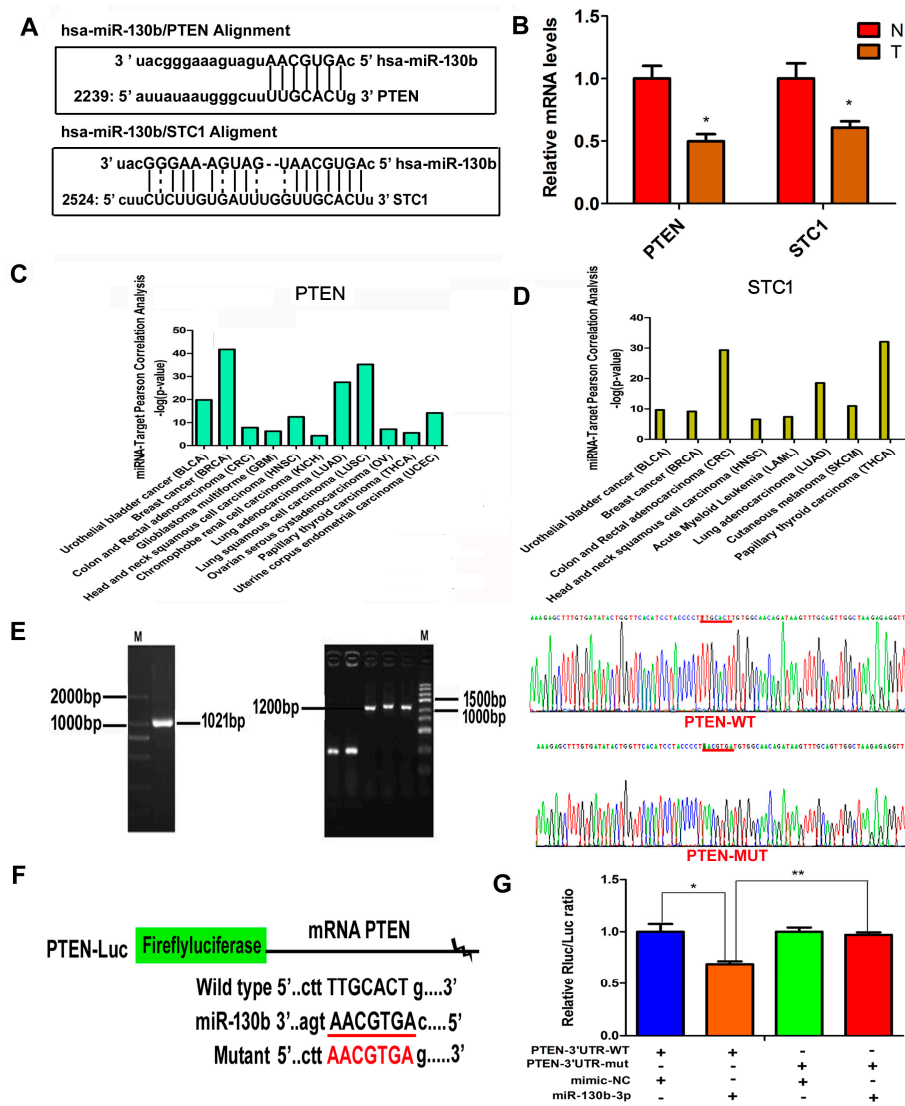 A
hsa-miR-130b/PTEN Alignment
3 ’ uacgggaaaguaguAACGUGAc 5’ hsa-miR-130b
2239: 5’ auuauaaugggcuuUUGCACUg 3’ PTEN
hsa-miR-130b/STC1 Aligment
3’ uacGGGAA-AGUAG--UAACGUGAc 5’ hsa-miR-130b
2524: 5’ cuuCUCUUGUGAUUUGGUUGCACUu 3’ STC1
B
Relative mRNA levels
1.5
1.0
0.5
0.0
N
T
*
*
PTEN
STC1
C
PTEN
miRNA-Target Pearson Correlation Analysis
-log(p-value)
50
40
30
20
10
0
Urothelial bladder cancer (BLCA)
Breast cancer (BRCA)
Colon and Rectal adenocarcinoma (CRC)
Glioblastoma multiforme (GBM)
Head and neck squamous cell carcinoma (HNSC)
Chromophobe renal cell carcinoma (KICH)
Lung adenocarcinoma (LUAD)
Lung squamous cell carcinoma (LUSC)
Ovarian serous cystadenocarcinoma (OV)
Papillary thyroid carcinoma (THCA)
Uterine corpus endometrial carcinoma (UCEC)
D
STC1
miRNA-Target Pearson Correlation Analysis
-log(p-value)
40
30
20
10
0
Urothelial bladder cancer (BLCA)
Breast cancer (BRCA)
Colon and Rectal adenocarcinoma (CRC)
Head and neck squamous cell carcinoma (HNSC)
Acute Myeloid Leukemia (LAML)
Lung adenocarcinoma (LUAD)
Cutaneous melanoma (SKCM)
Papillary thyroid carcinoma (THCA)
E
M
2000bp
1000bp
1021bp
M
1200bp
1500bp
1000bp
AAAGAGCTTTGTGATATACTGGTTCACATCCTACCCCTTTGCACTTGTGGCAACAGATAAGTTTGCAGTTGGCTAAGAGAGGTT
PTEN-WT
AAAGAGCTTTGTGATATACTGGTTCACATCCTACCCCTAACGTGATGTGGCAACAGATAAGTTTGCAGTTGGCTAAGAGAGGTT
PTEN-MUT
F
PTEN-Luc
Fireflyluciferase
mRNA PTEN
Wild type 5’..ctt TTGCACT g....3’
miR-130b 3’..agt AACGTGAc....5’
Mutant 5’..ctt AACGTGA g.....3’
G
Relative Rluc/Luc ratio
1.5
1.0
0.5
0.0
*
**
PTEN-3'UTR-WT + + - -
PTEN-3'UTR-mut - - + +
mimic-NC + - + -
miR-130b-3p - + - +